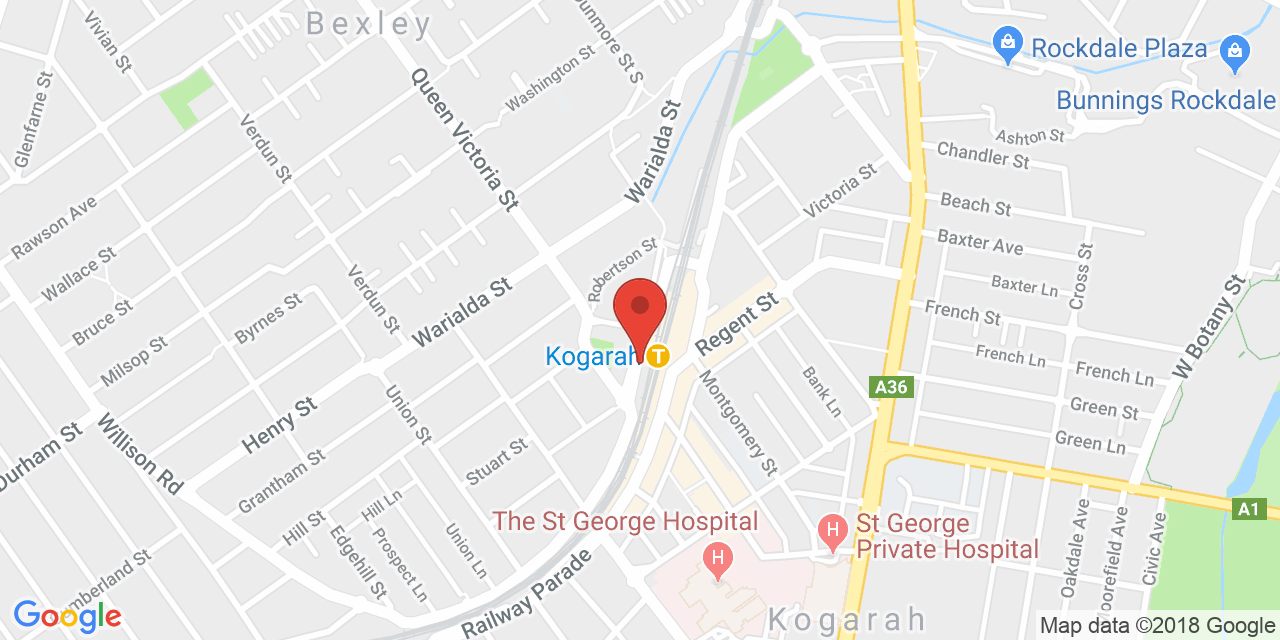 Bexley
Vivian St
Dunmore St S
Rockdale Plaza
Bunnings Rockdale
Glenfarne St
Washington St
Queen Victoria St
Verdun St
Warialda St
Ashton St
Chandler St
Victoria St
Beach St
Rawson Ave
Baxter Ave
Wallace St
Robertson St
Cross St
Baxter Ln
Bruce St
Byrnes St
Verdun St
Warialda St
French St
W Botany St
Regent St
Milsop St
Kogarah
T
French Ln
French Ln
A36
Bank Ln
Montgomery St
Green St
Union St
Henry St
Durham St
Green Ln
Willison Rd
Stuart St
Grantham St
Hill Ln
A1
Hill St
The St George Hospital
H
St George
Private Hospital
H
Edgehill St
Prospect Ln
Union Ln
Oakdale Ave
Civic Ave
Railway Parade
Kogarah
Google
Map data ©2018 Google